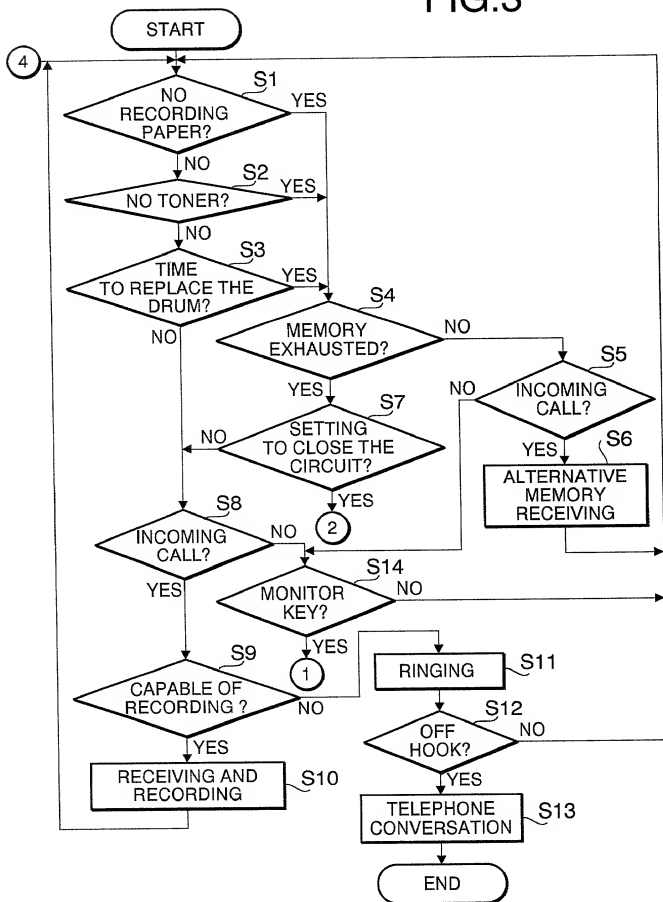 FIG.3
START
4
S1
NO
RECORDING
PAPER?
YES
NO
S2
NO TONER?
YES
NO
S3
TIME
TO REPLACE THE
DRUM?
YES
NO
S4
MEMORY
EXHAUSTED?
NO
YES
S5
INCOMING
CALL?
NO
YES
S6
ALTERNATIVE
MEMORY
RECEIVING
S7
SETTING
TO CLOSE THE
CIRCUIT?
NO
YES
2
S8
INCOMING
CALL?
NO
YES
S14
MONITOR
KEY?
NO
YES
1
S9
CAPABLE OF
RECORDING ?
NO
YES
RECEIVING AND
RECORDING
S10
RINGING
S11
S12
OFF
HOOK?
NO
YES
TELEPHONE
CONVERSATION
S13
END